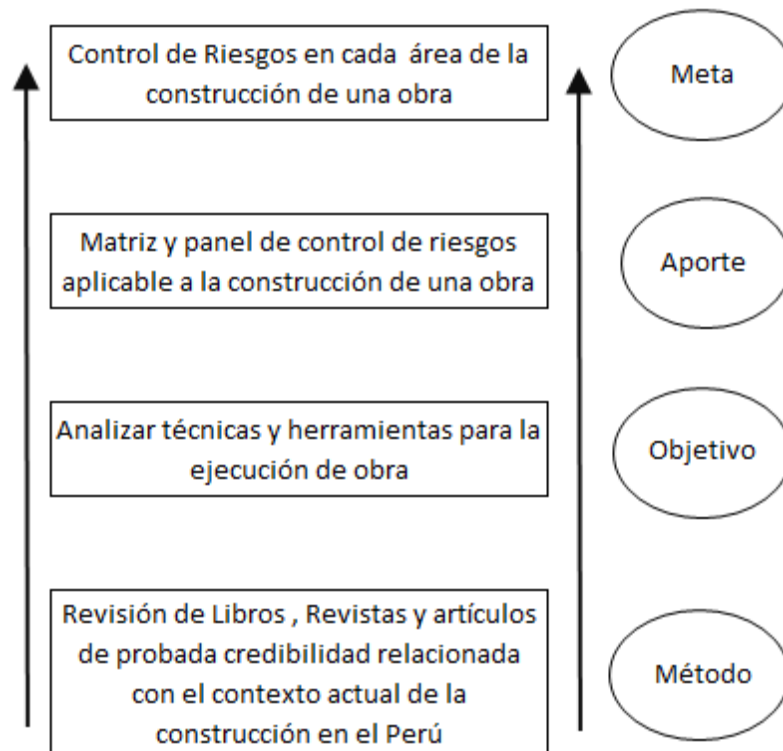 Control de Riesgos en cada área de la
construcción de una obra
Meta
Matriz y panel de control de riesgos
aplicable a la construcción de una obra
Aporte
Analizar técnicas y herramientas para la
ejecución de obra
Objetivo
Revisión de Libros , Revistas y artículos
de probada credibilidad relacionada
con el contexto actual de la
construcción en el Perú
Método